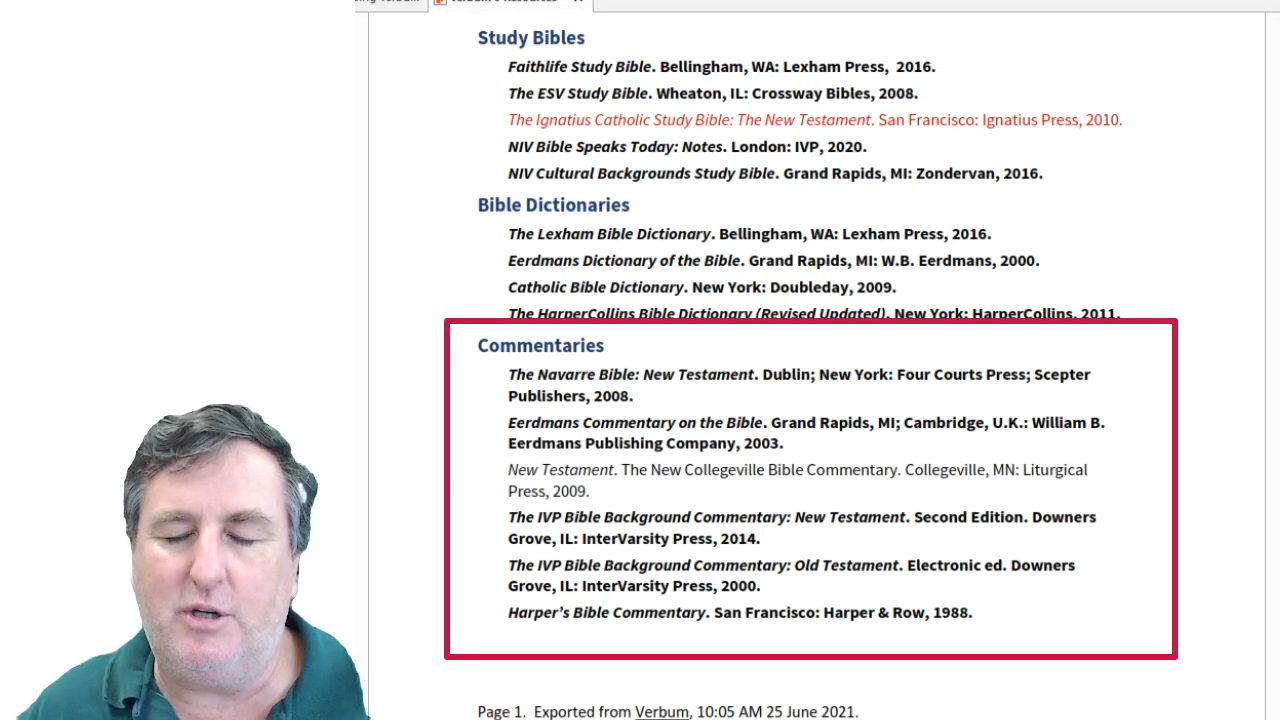 Study Bibles
Faithlife Study Bible. Bellingham, WA: Lexham Press, 2016.
The ESV Study Bible. Wheaton, IL: Crossway Bibles, 2008.
The Ignatius Catholic Study Bible: The New Testament. San Francisco: Ignatius Press, 2010.
NIV Bible Speaks Today: Notes. London: IVP, 2020.
NIV Cultural Backgrounds Study Bible. Grand Rapids, MI: Zondervan, 2016.
Bible Dictionaries
The Lexham Bible Dictionary. Bellingham, WA: Lexham Press, 2016.
Eerdmans Dictionary of the Bible. Grand Rapids, MI: W.B. Eerdmans, 2000.
Catholic Bible Dictionary. New York: Doubleday, 2009.
The HarperCollins Bible Dictionary (Revised Updated). New York: HarperCollins, 2011.
Commentaries
The Navarre Bible: New Testament. Dublin; New York: Four Courts Press; Scepter
Publishers, 2008.
Eerdmans Commentary on the Bible. Grand Rapids, MI; Cambridge, U.K.: William B.
Eerdmans Publishing Company, 2003.
New Testament. The New Collegeville Bible Commentary. Collegeville, MN: Liturgical
Press, 2009.
The IVP Bible Background Commentary: New Testament. Second Edition. Downers
Grove, IL: InterVarsity Press, 2014.
The IVP Bible Background Commentary: Old Testament. Electronic ed. Downers
Grove, IL: InterVarsity Press, 2000.
Harper's Bible Commentary. San Francisco: Harper & Row, 1988.
Page 1. Exported from Verbum, 10:05 AM 25 June 2021.